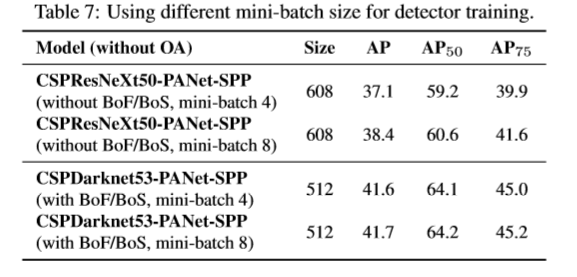 Table 7: Using different mini-batch size for detector training.
Model (without OA) Size AP AP50 AP75
CSPResNeXt50-PANet-SPP
(without BoF/BoS, mini-batch 4) 608 37.1 59.2 39.9
CSPResNeXt50-PANet-SPP
(without BoF/BoS, mini-batch 8) 608 38.4 60.6 41.6
CSPDarknet53-PANet-SPP
(with BoF/BoS, mini-batch 4) 512 41.6 64.1 45.0
CSPDarknet53-PANet-SPP
(with BoF/BoS, mini-batch 8) 512 41.7 64.2 45.2